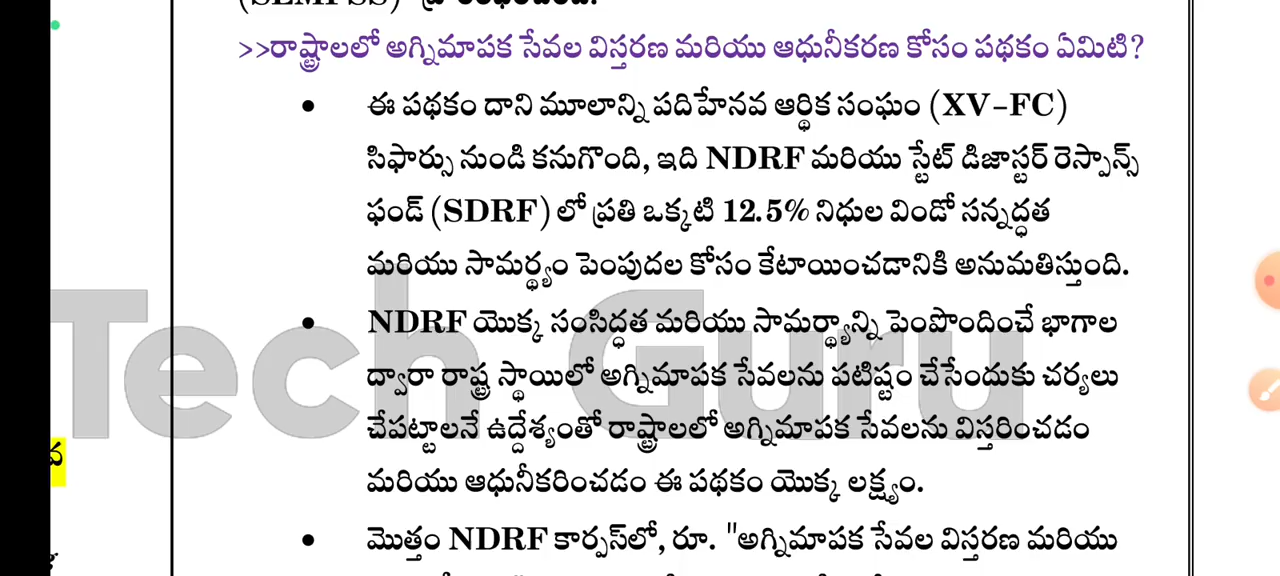 >>రాష్ట్రాలలో అగ్నిమాపక సేవల విస్తరణ మరియు ఆధునీకరణ కోసం పథకం ఏమిటి?
• ఈ పథకం దాని మూలాన్ని పదిహేనవ ఆర్థిక సంఘం (XV-FC)
సిఫార్సు నుండి కనుగొంది, ఇది NDRF మరియు స్టేట్ డిజాస్టర్ రెస్పాన్స్
ఫండ్ (SDRF) లో ప్రతి ఒక్కటి 12.5% నిధుల విండో సన్నద్ధత
మరియు సామర్థ్యం పెంపుదల కోసం కేటాయించడానికి అనుమతిస్తుంది.
• NDRF యొక్క సంసిద్ధత మరియు సామర్థ్యాన్ని పెంపొందించే భాగాల
ద్వారా రాష్ట్ర స్థాయిలో అగ్నిమాపక సేవలను పటిష్టం చేసేందుకు చర్యలు
చేపట్టాలనే ఉద్దేశ్యంతో రాష్ట్రాలలో అగ్నిమాపక సేవలను విస్తరించడం
మరియు ఆధునీకరించడం ఈ పథకం యొక్క లక్ష్యం.
• మొత్తం NDRF కార్పస్‌లో, రూ. "అగ్నిమాపక సేవల విస్తరణ మరియు
Tech Guru